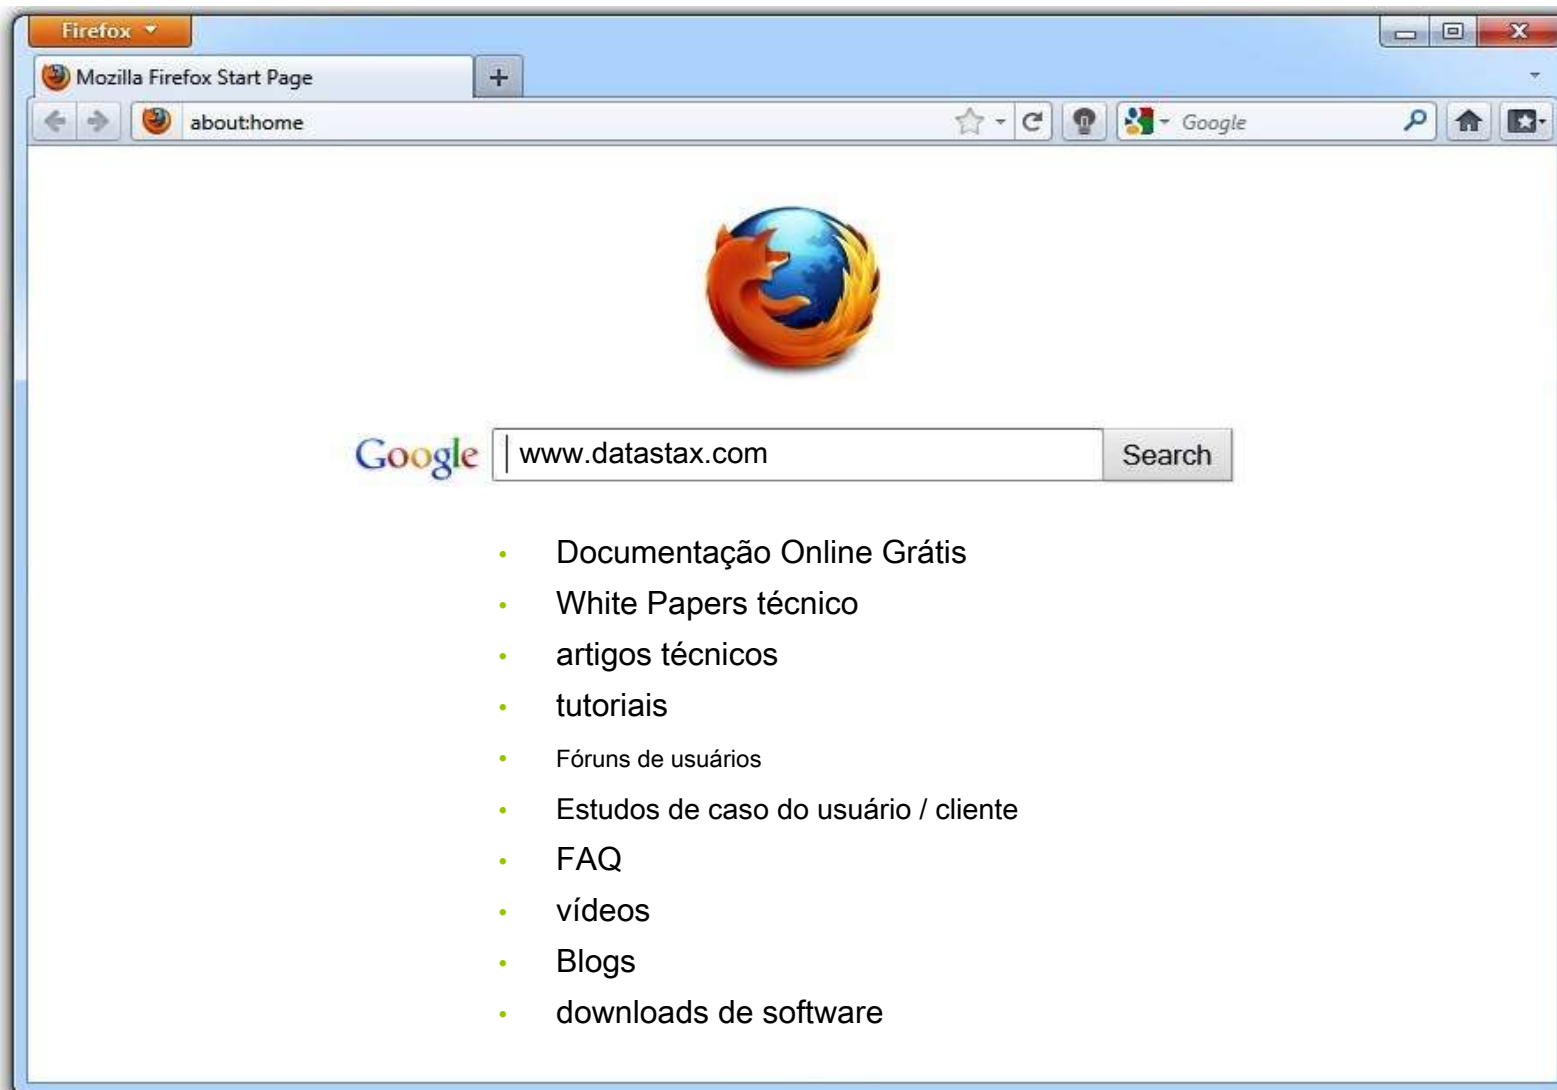 Firefox
Mozilla Firefox Start Page
about:home
Google
Google
www.datastax.com
Search
• Documentação Online Grátis
• White Papers técnico
• artigos técnicos
• tutoriais
• Fóruns de usuários
• Estudos de caso do usuário / cliente
• FAQ
• vídeos
• Blogs
• downloads de software